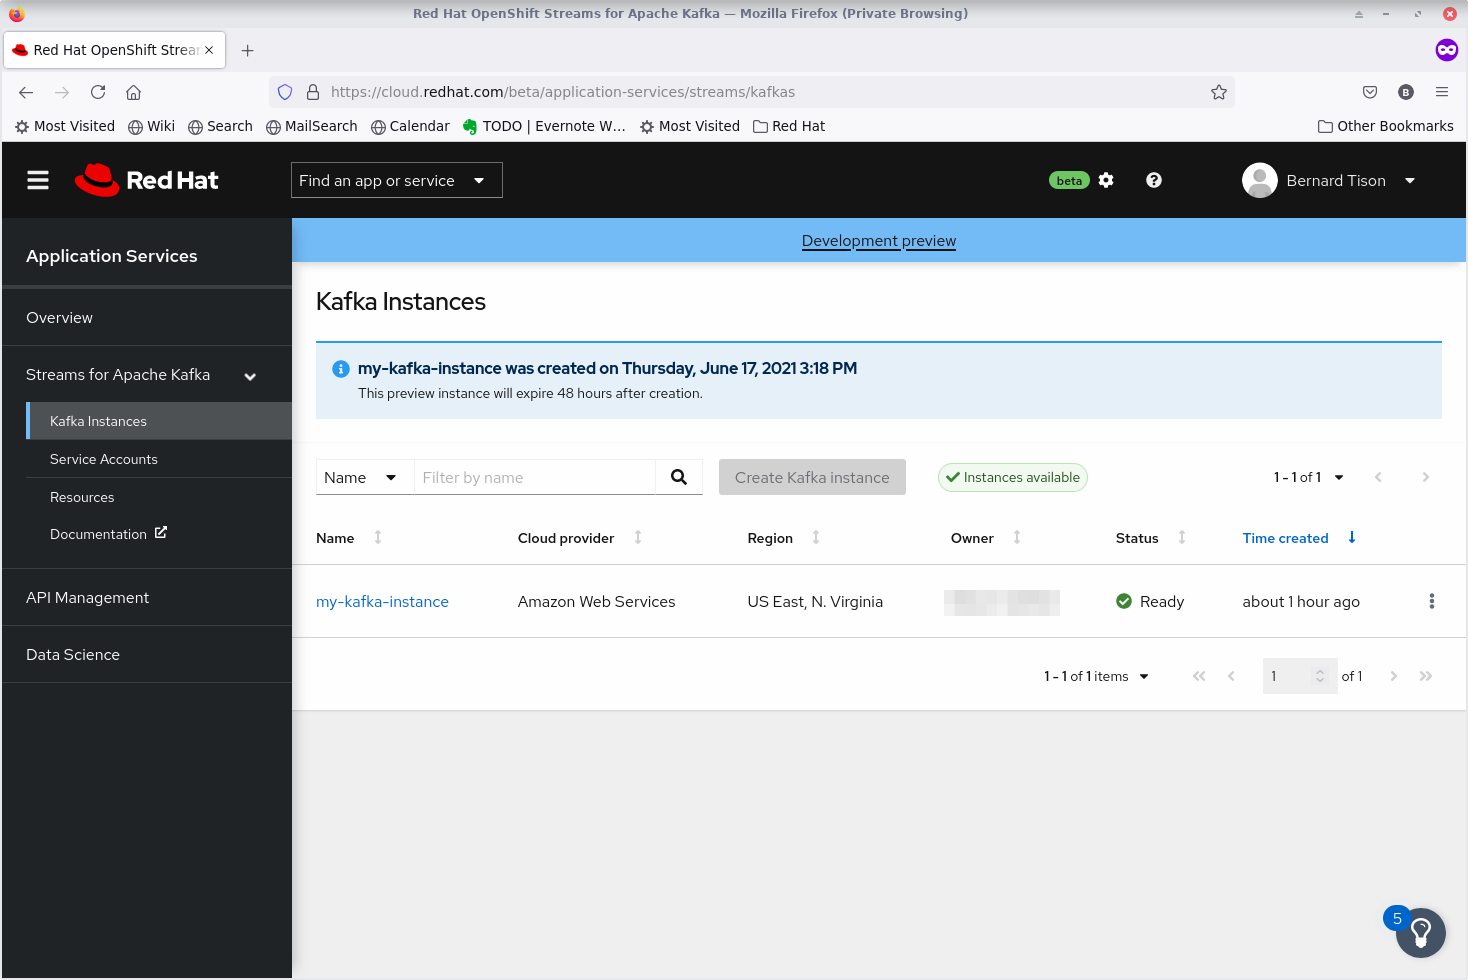 Red Hat OpenShift Streams for Apache Kafka — Mozilla Firefox (Private Browsing)
Red Hat OpenShift Strea
https://cloud.redhat.com/beta/application-services/streams/kafkas
B
Most Visited Wiki Search MailSearch Calendar TODO | Evernote W... Most Visited Red Hat Other Bookmarks
Red Hat Find an app or service beta Bernard Tison
Application Services
Development preview
Overview
Streams for Apache Kafka
Kafka Instances
Service Accounts
Resources
Documentation
API Management
Data Science
Kafka Instances
my-kafka-instance was created on Thursday, June 17, 2021 3:18 PM
This preview instance will expire 48 hours after creation.
Name Filter by name Create Kafka instance Instances available 1 - 1 of 1
Name Cloud provider Region Owner Status Time created
my-kafka-instance Amazon Web Services US East, N. Virginia Ready about 1 hour ago
1 - 1 of 1 items 1 of 1
5